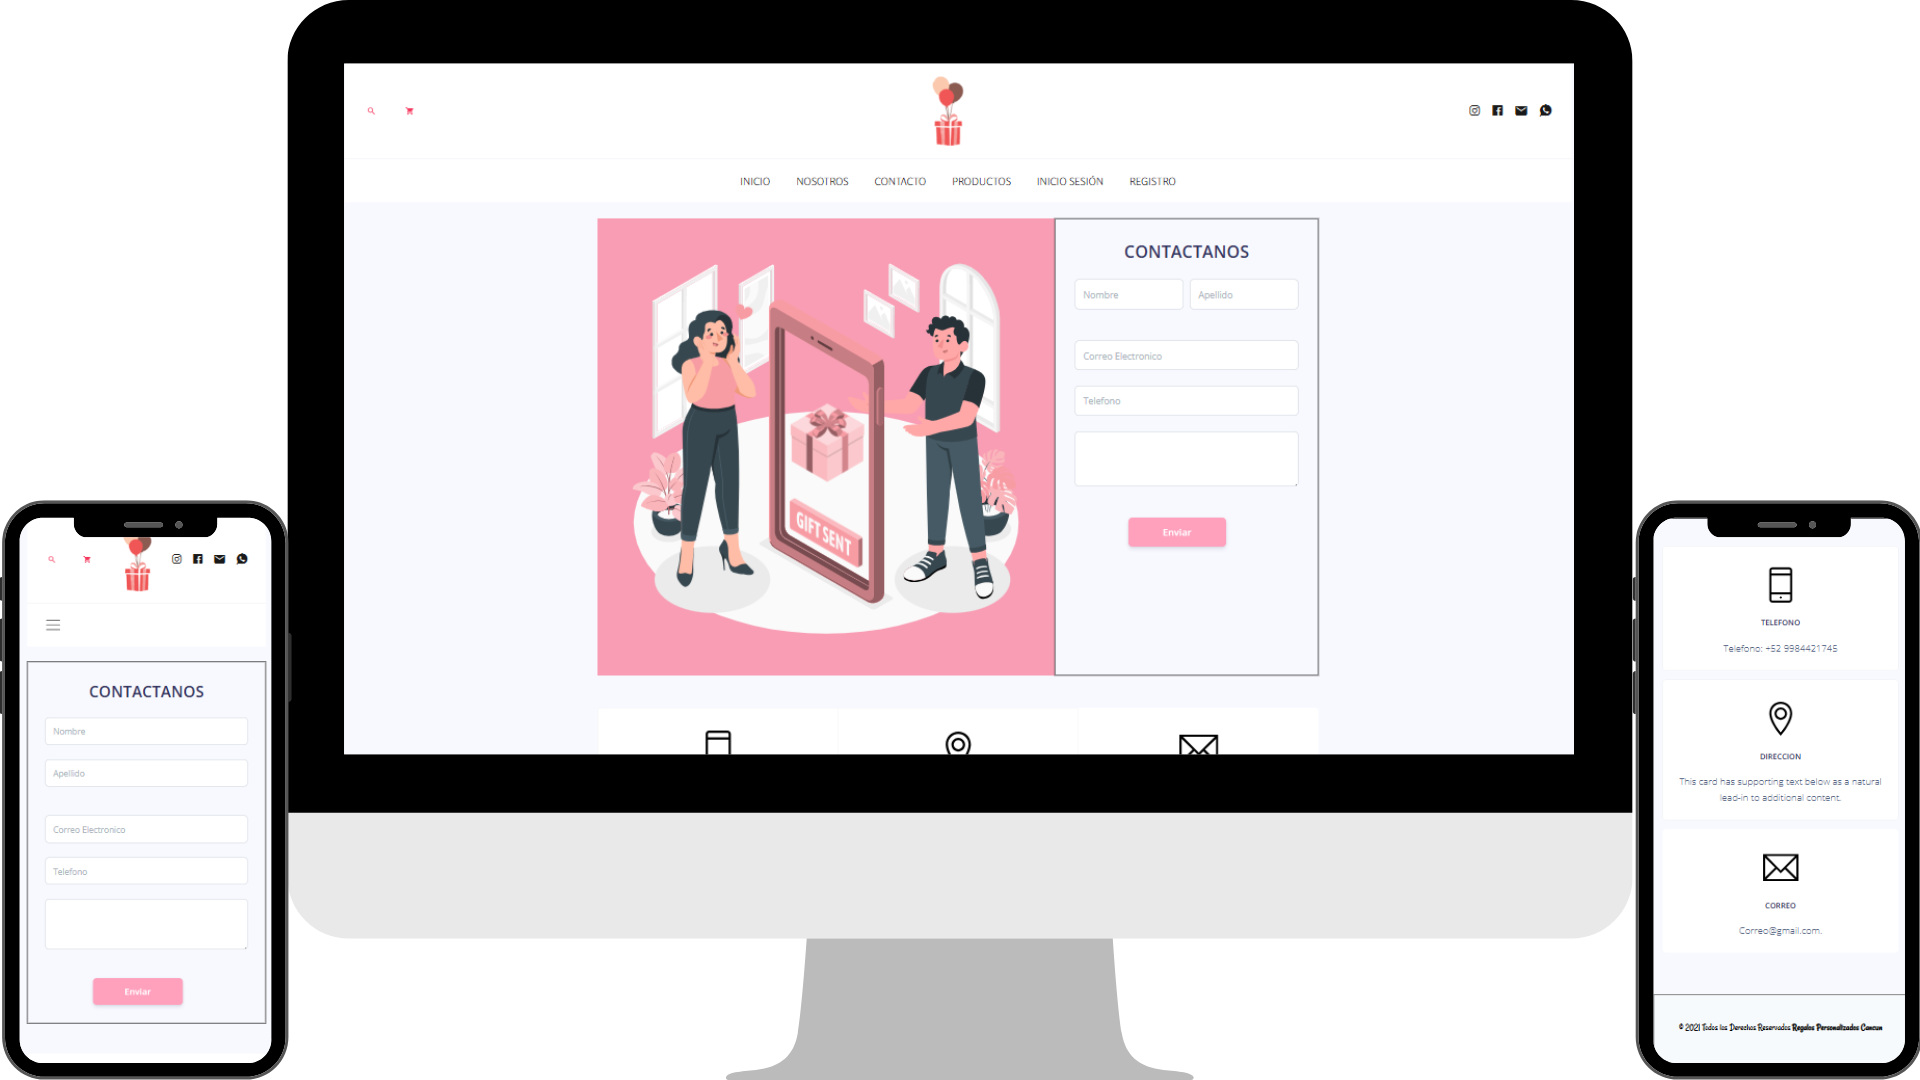 INICIO NOSOTROS CONTACTO PRODUCTOS INICIO SESIÓN REGISTRO
CONTACTANOS
Nombre Apellido
Correo Electronico
Telefono
Enviar
GIFT SENT
CONTACTANOS
Nombre
Apellido
Correo Electronico
Telefono
Enviar
TELEFONO
Telefono: +52 9984421745
DIRECCION
This card has supporting text below as a natural
lead-in to additional content.
CORREO
Correo@gmail.com.
© 2021 Todos los Derechos Reservados Regalos Personalizados Cancun